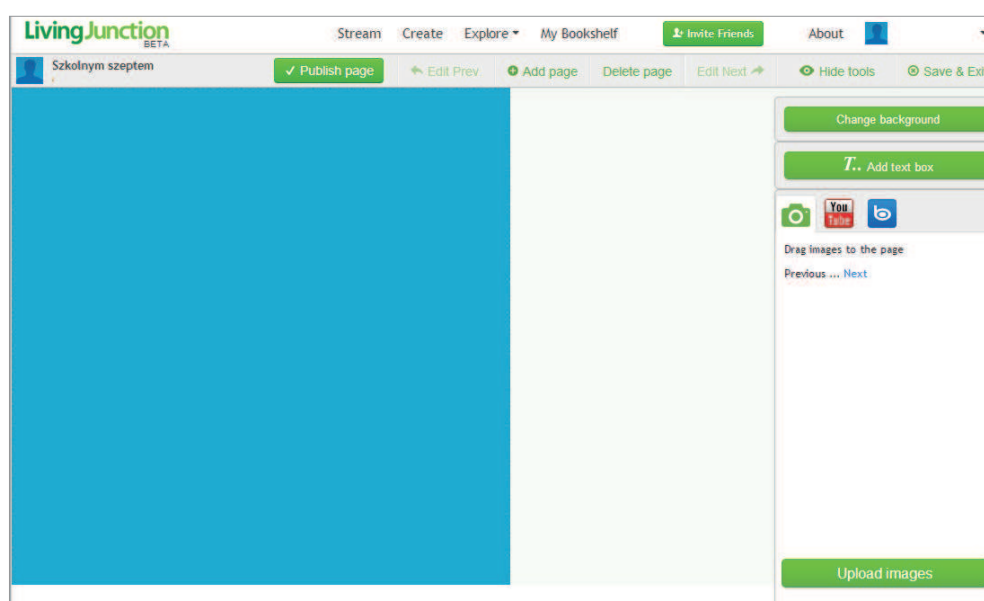 LivingJunction
BETA
Stream Create Explore My Bookshelf Invite Friends About
Szkolnym szeptem
Publish page Edit Prev Add page Delete page Edit Next Hide tools Save & Exi
Change background
T.. Add text box
You
Tube
b
Drag images to the page
Previous ... Next
Upload images